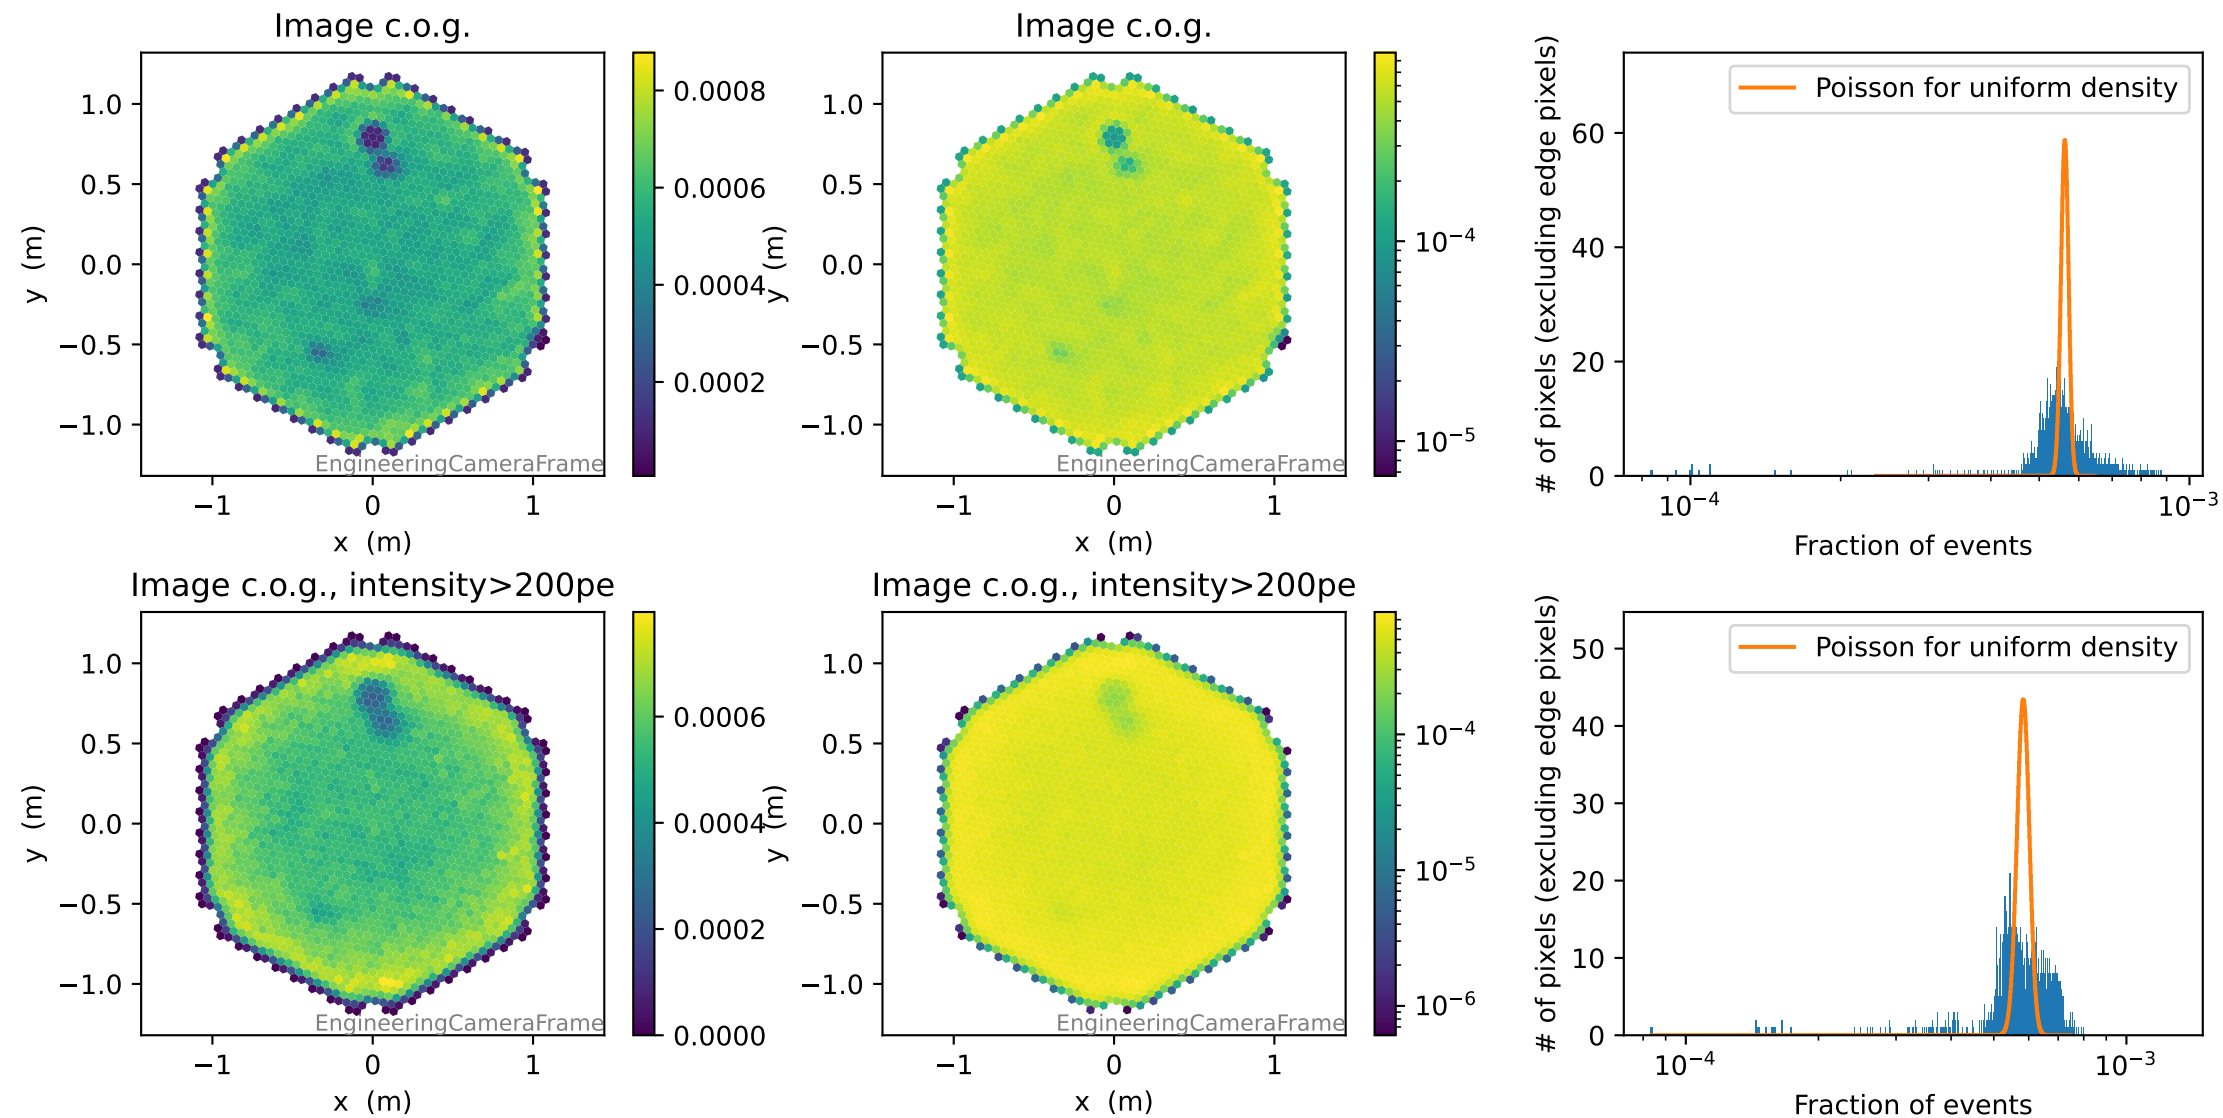 Image c.o.g.
1.0
0.5
0.0
−0.5
−1.0
y (m)
−1
0
1
x (m)
EngineeringCameraFrame
0.0008
0.0006
0.0004
0.0002
Image c.o.g.
1.0
0.5
0.0
−0.5
−1.0
y (m)
−1
0
1
x (m)
EngineeringCameraFrame
10⁻⁴
10⁻⁵
# of pixels (excluding edge pixels)
60
40
20
0
Poisson for uniform density
10⁻⁴
10⁻³
Fraction of events
Image c.o.g., intensity>200pe
1.0
0.5
0.0
−0.5
−1.0
y (m)
−1
0
1
x (m)
EngineeringCameraFrame
0.0006
0.0004
0.0002
0.0000
Image c.o.g., intensity>200pe
1.0
0.5
0.0
−0.5
−1.0
y (m)
−1
0
1
x (m)
EngineeringCameraFrame
10⁻⁴
10⁻⁵
10⁻⁶
# of pixels (excluding edge pixels)
50
40
30
20
10
0
Poisson for uniform density
10⁻⁴
10⁻³
Fraction of events